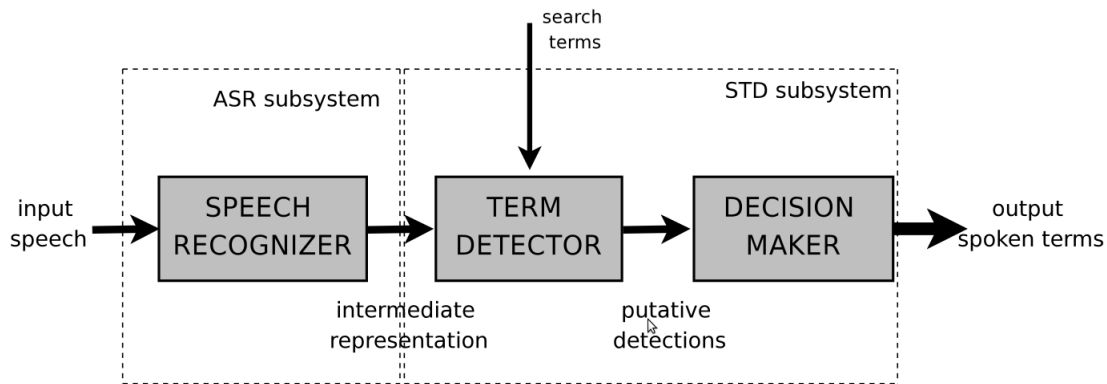 search
terms
ASR subsystem
STD subsystem
input
speech
SPEECH
RECOGNIZER
TERM
DETECTOR
DECISION
MAKER
output
spoken terms
intermediate
representation
putative
detections